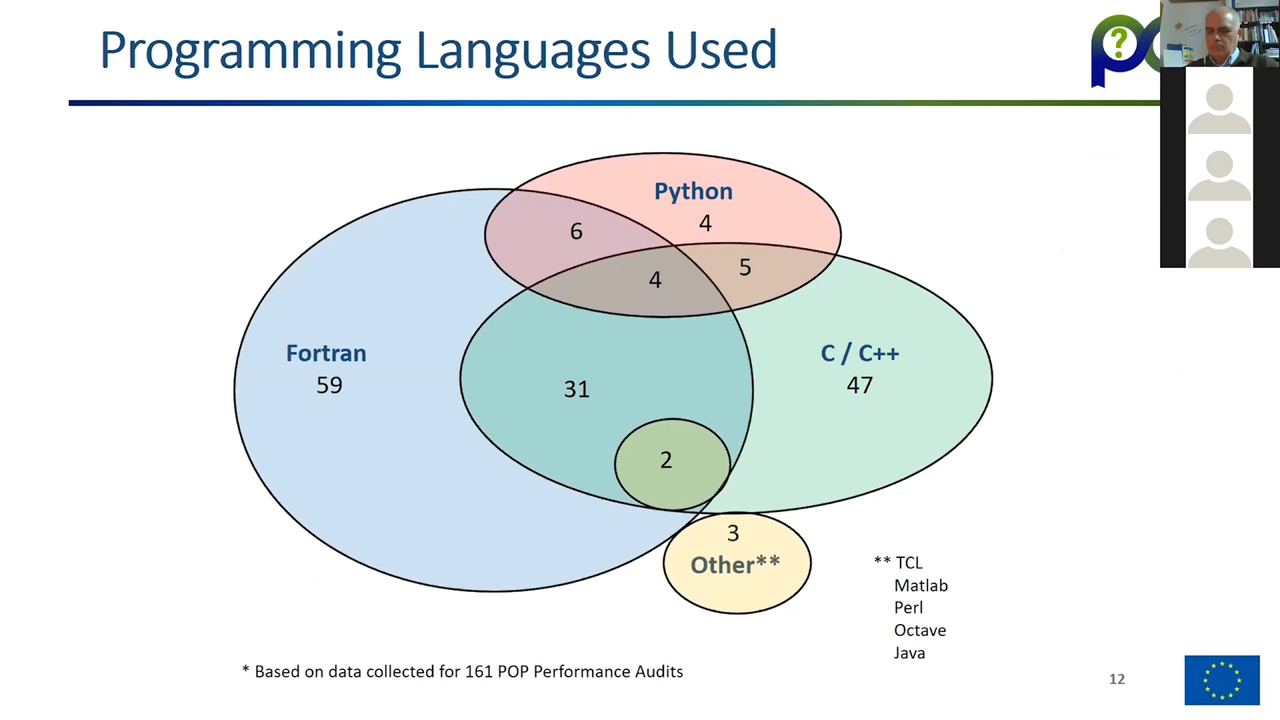 Programming Languages Used
Python
4
6
5
4
Fortran
59
C / C++
47
31
2
3
Other**
** TCL
Matlab
Perl
Octave
Java
* Based on data collected for 161 POP Performance Audits
12